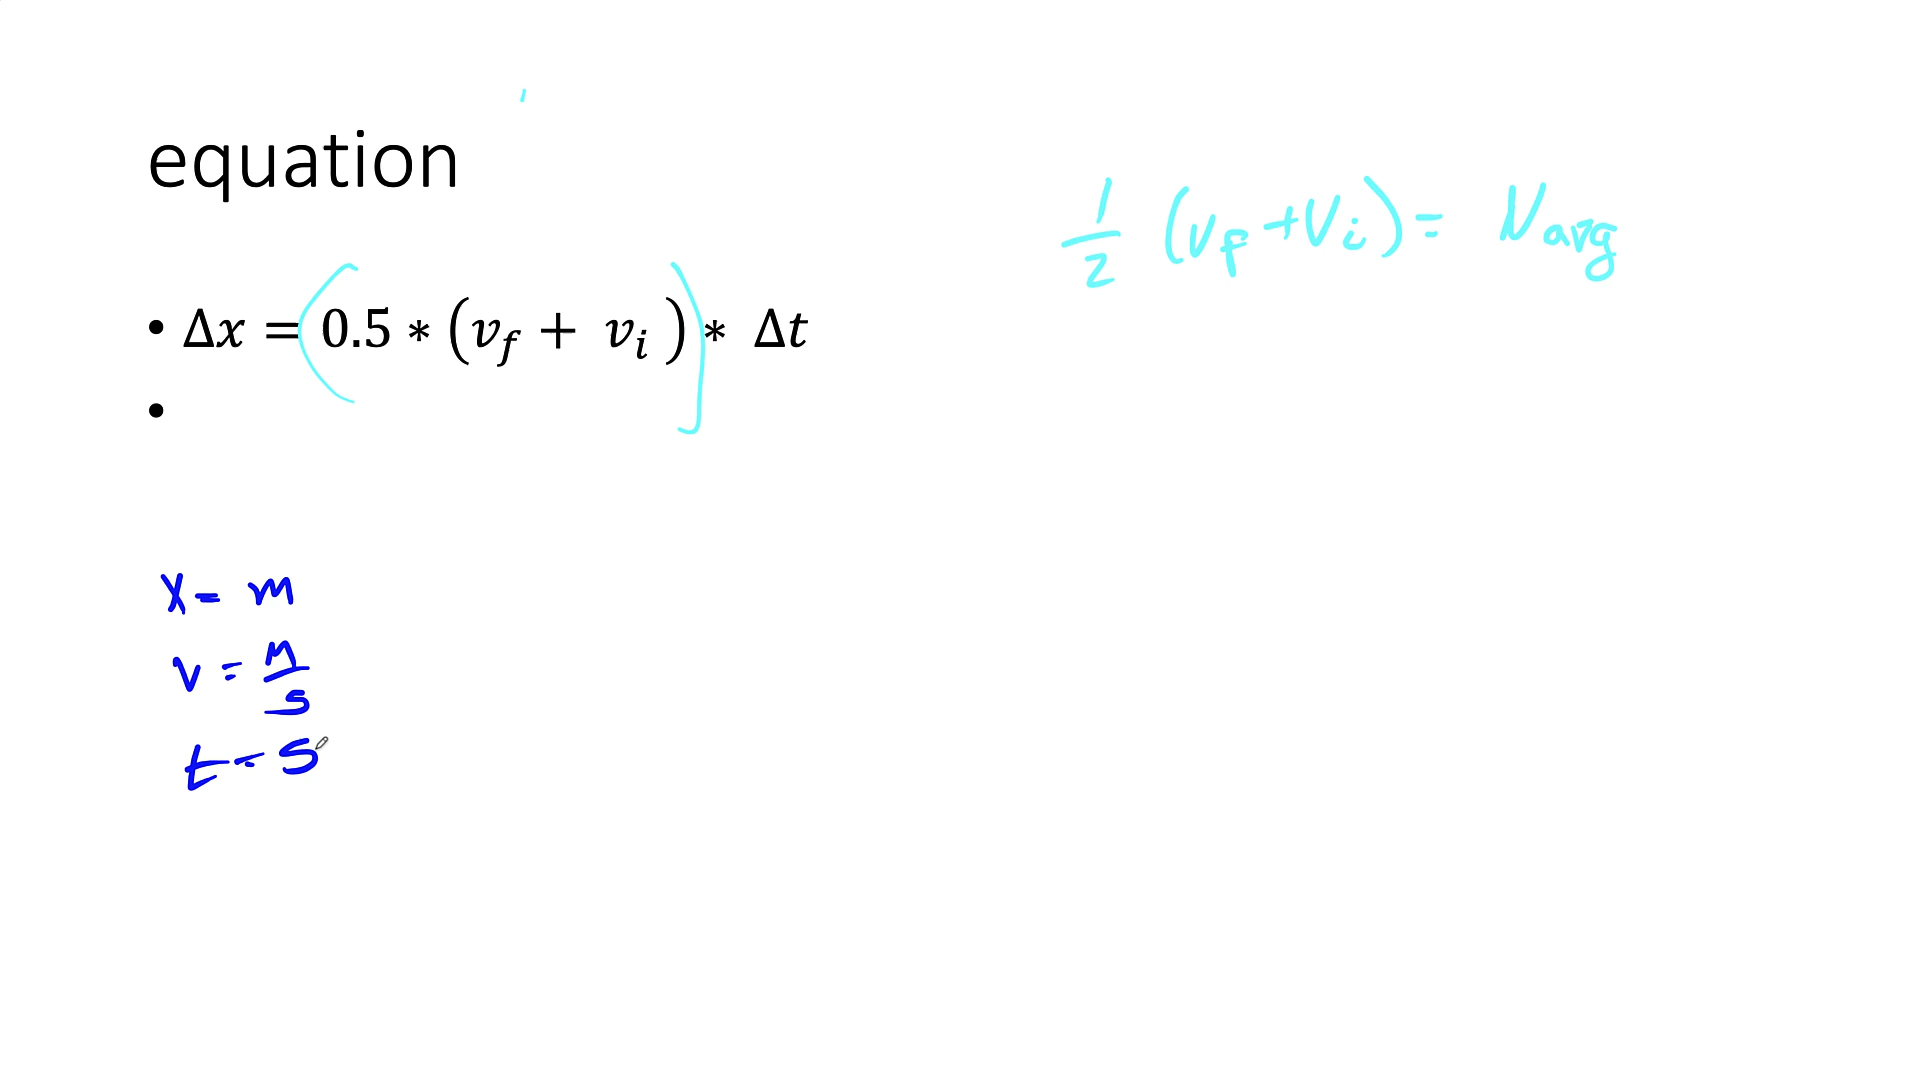 equation
• Δx = 0.5 * (v_f + v_i) * Δt
•
1/2 (v_f + v_i) = v_avg
x = m
v = m/s
t = s